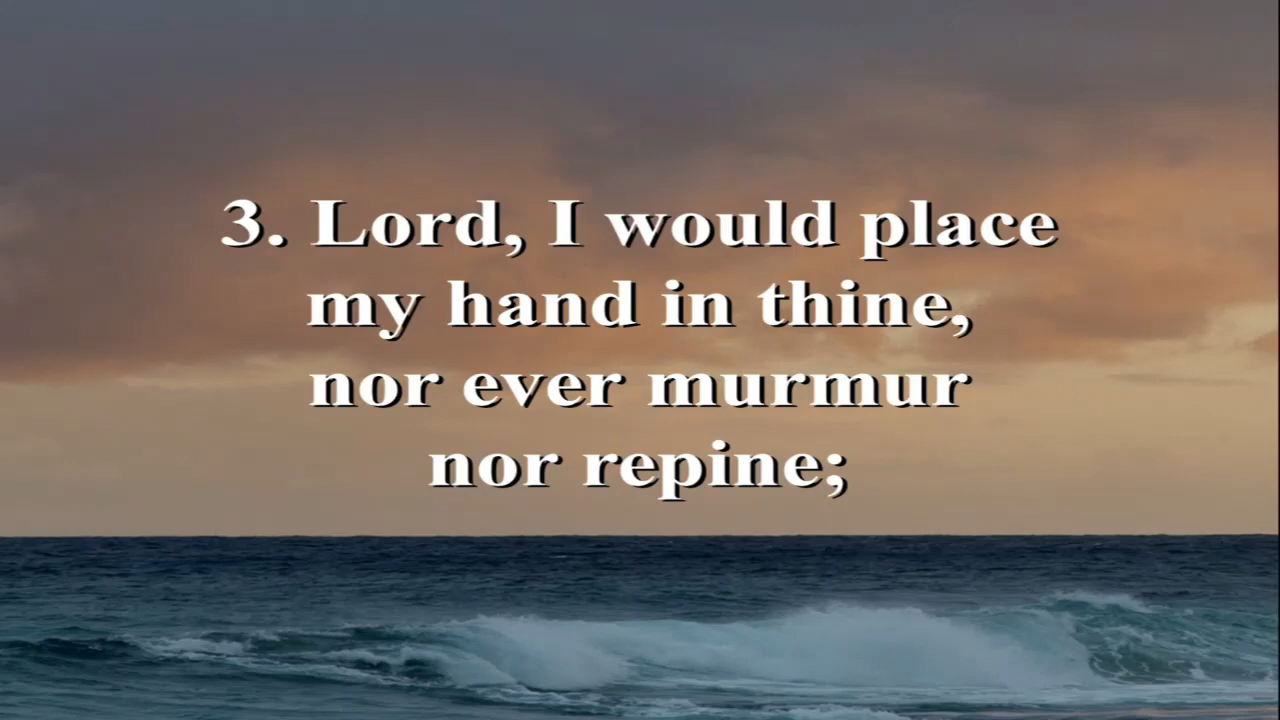 3. Lord, I would place
my hand in thine,
nor ever murmur
nor repine;